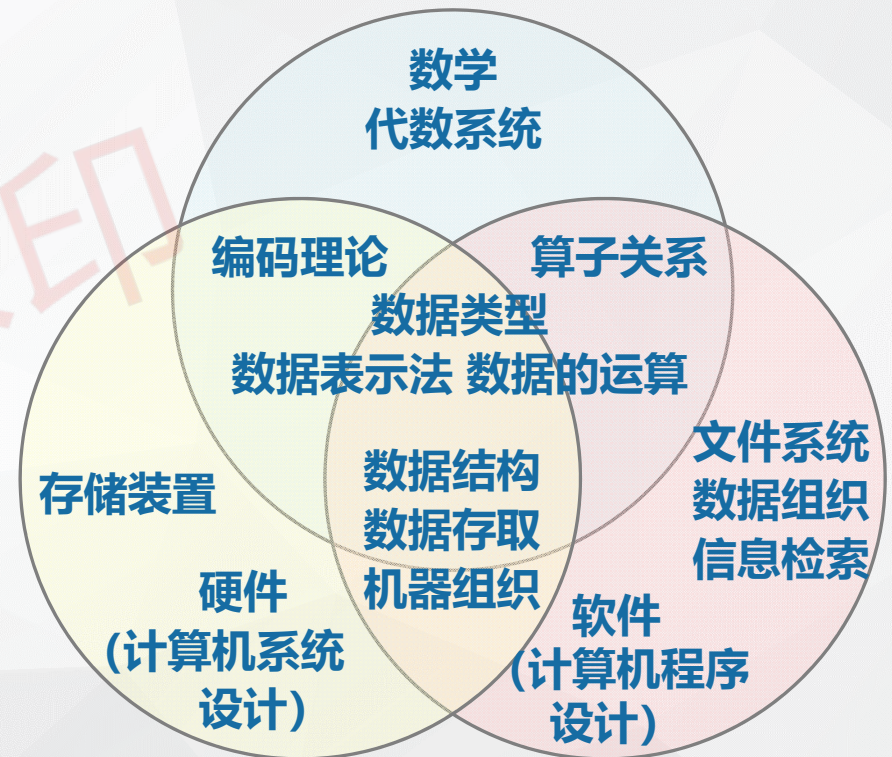 数学
代数系统
编码理论
算子关系
数据类型
数据表示法 数据的运算
文件系统
数据组织
信息检索
存储装置
数据结构
数据存取
机器组织
硬件
(计算机系统
设计)
软件
(计算机程序
设计)
印